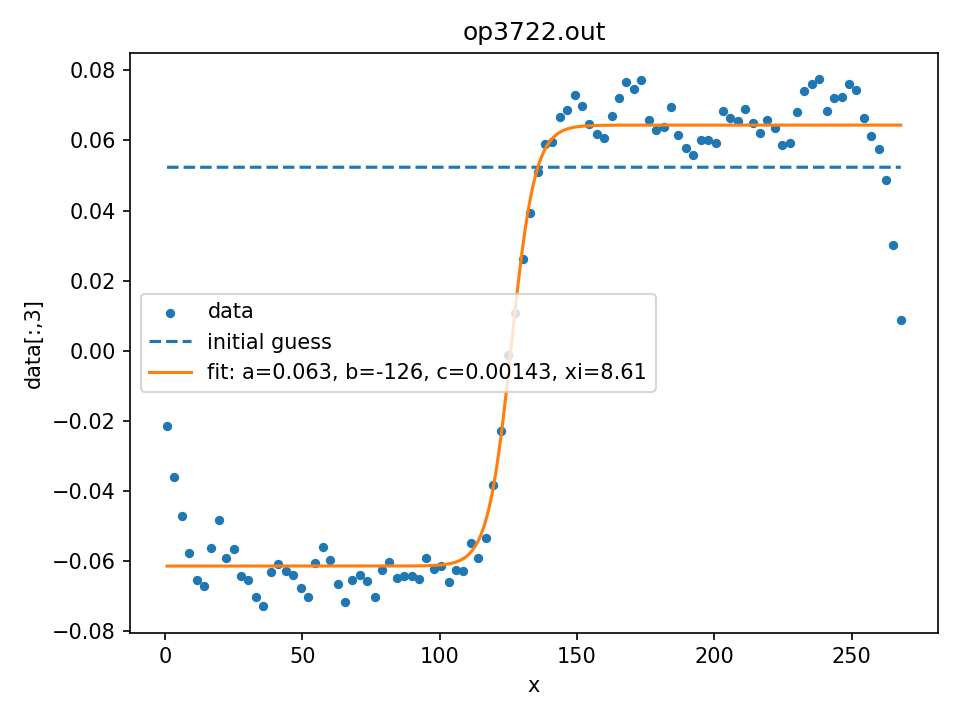 op3722.out
0.08
0.06
0.04
0.02
0.00
−0.02
−0.04
−0.06
−0.08
data[:,3]
data
initial guess
fit: a=0.063, b=-126, c=0.00143, xi=8.61
0 50 100 150 200 250
x